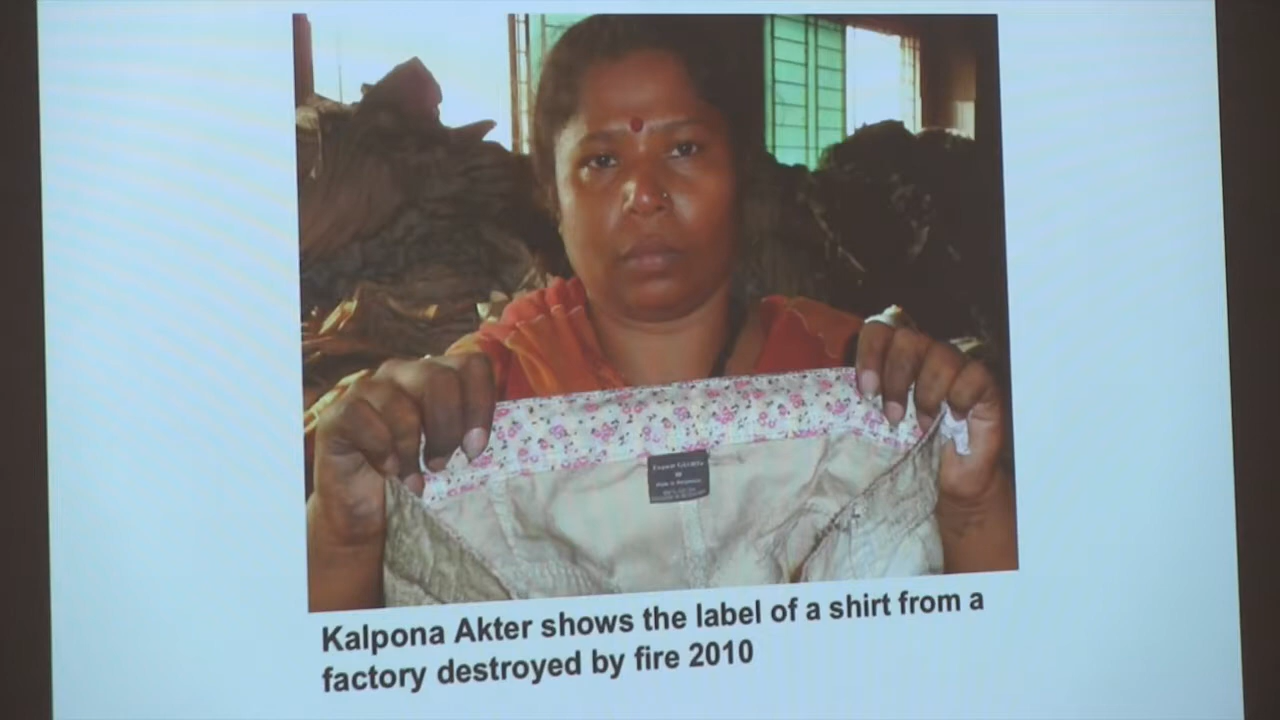 Kalpona Akter shows the label of a shirt from a
factory destroyed by fire 2010